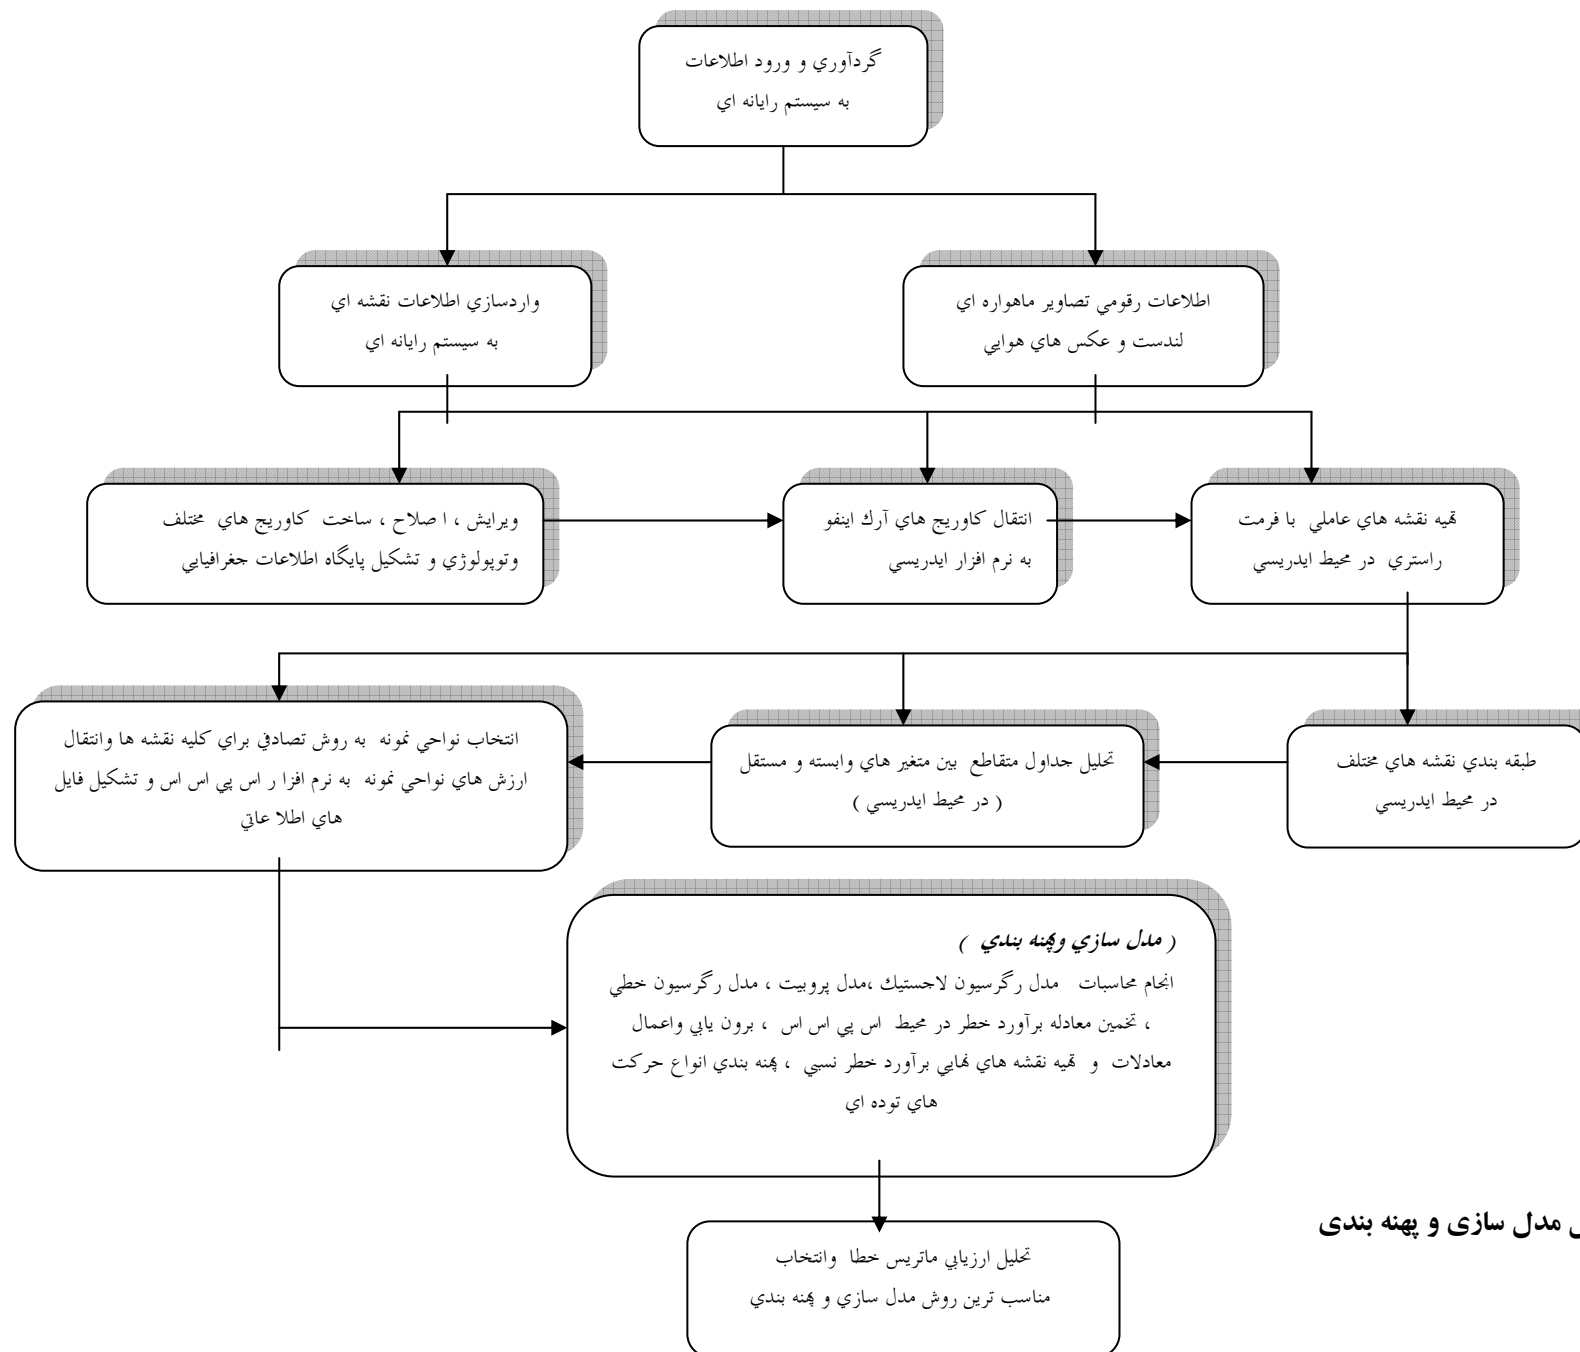 گردآوري و ورود اطلاعات
به سيستم رايانه اي
اطلاعات رقومي تصاوير ماهواره اي
لندست و عكس هاي هوايي
واردسازي اطلاعات نقشه اي
به سيستم رايانه اي
ويرايش ، ا صلاح ، ساخت كاوريج هاي مختلف
وتوپولوژي و تشكيل پايگاه اطلاعات جغرافيايي
انتقال كاوريج هاي آرك اينفو
به نرم افزار ايدريسي
تهيه نقشه هاي عاملي با فرمت
راستري در محيط ايدريسي
طبقه بندي نقشه هاي مختلف
در محيط ايدريسي
تحليل جداول متقاطع بين متغير هاي وابسته و مستقل
( در محيط ايدريسي )
انتخاب نواحي نمونه به روش تصادفي براي كليه نقشه ها وانتقال
ارزش هاي نواحي نمونه به نرم افزا ر اس پي اس اس و تشكيل فايل
هاي اطلا عاتي
( مدل سازي وپهنه بندي )
انجام محاسبات مدل رگرسيون لاجستيك ،مدل پروبيت ، مدل رگرسيون خطي
، تخمين معادله برآورد خطر در محيط اس پي اس اس ، برون يابي واعمال
معادلات و تهيه نقشه هاي نهايي برآورد خطر نسبي ، پهنه بندي انواع حركت
هاي توده اي
تحليل ارزيابي ماتريس خطا وانتخاب
مناسب ترين روش مدل سازي و پهنه بندي
مدل سازی و پهنه بندی